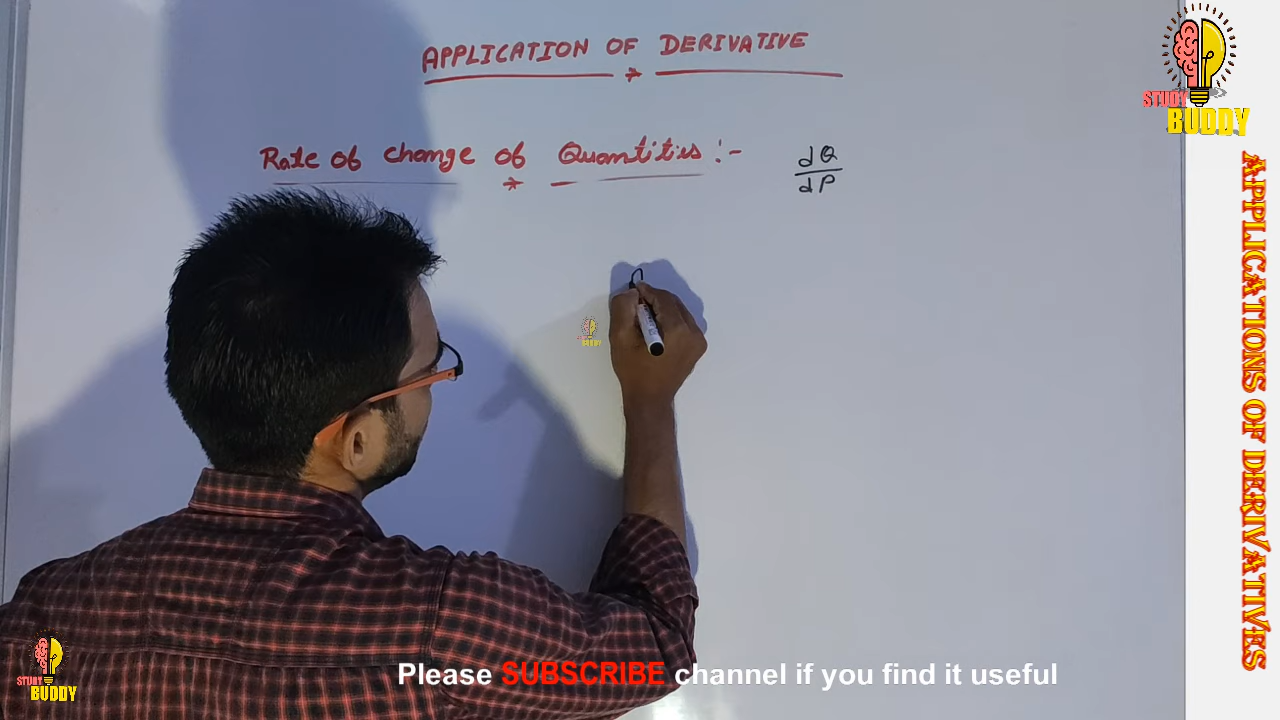 APPLICATION OF DERIVATIVE
Rate of change of Quantities :-
dQ
dP
STUDY
BUDDY
APPLICATIONS OF DERIVATIVES
STUDY
BUDDY
Please SUBSCRIBE channel if you find it useful